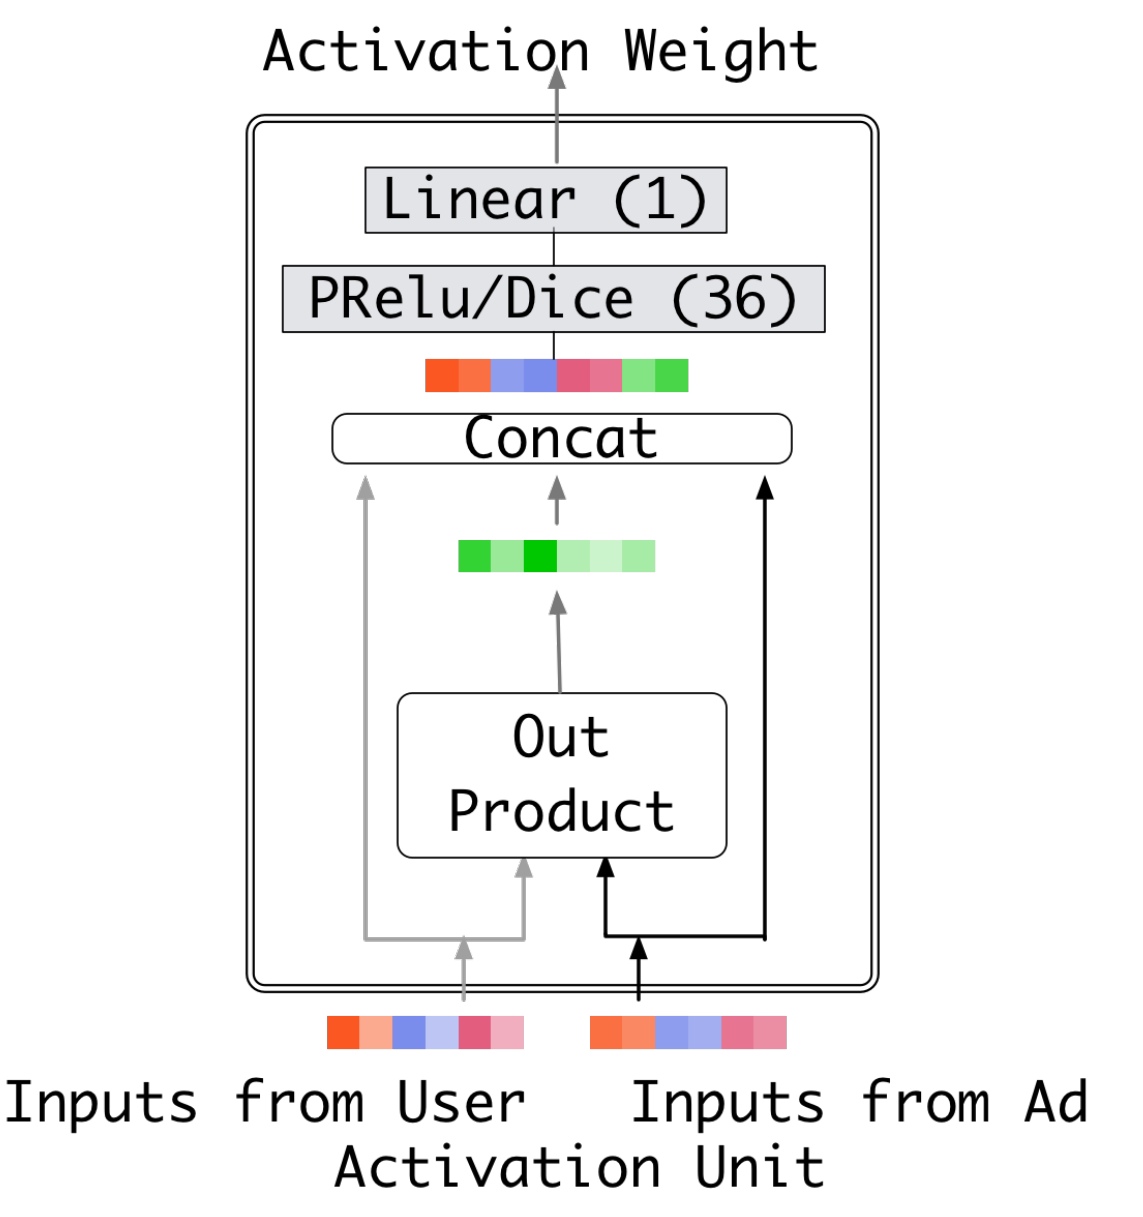 Activation Weight
Linear (1)
PRelu/Dice (36)
Concat
Out
Product
Inputs from User
Inputs from Ad
Activation Unit